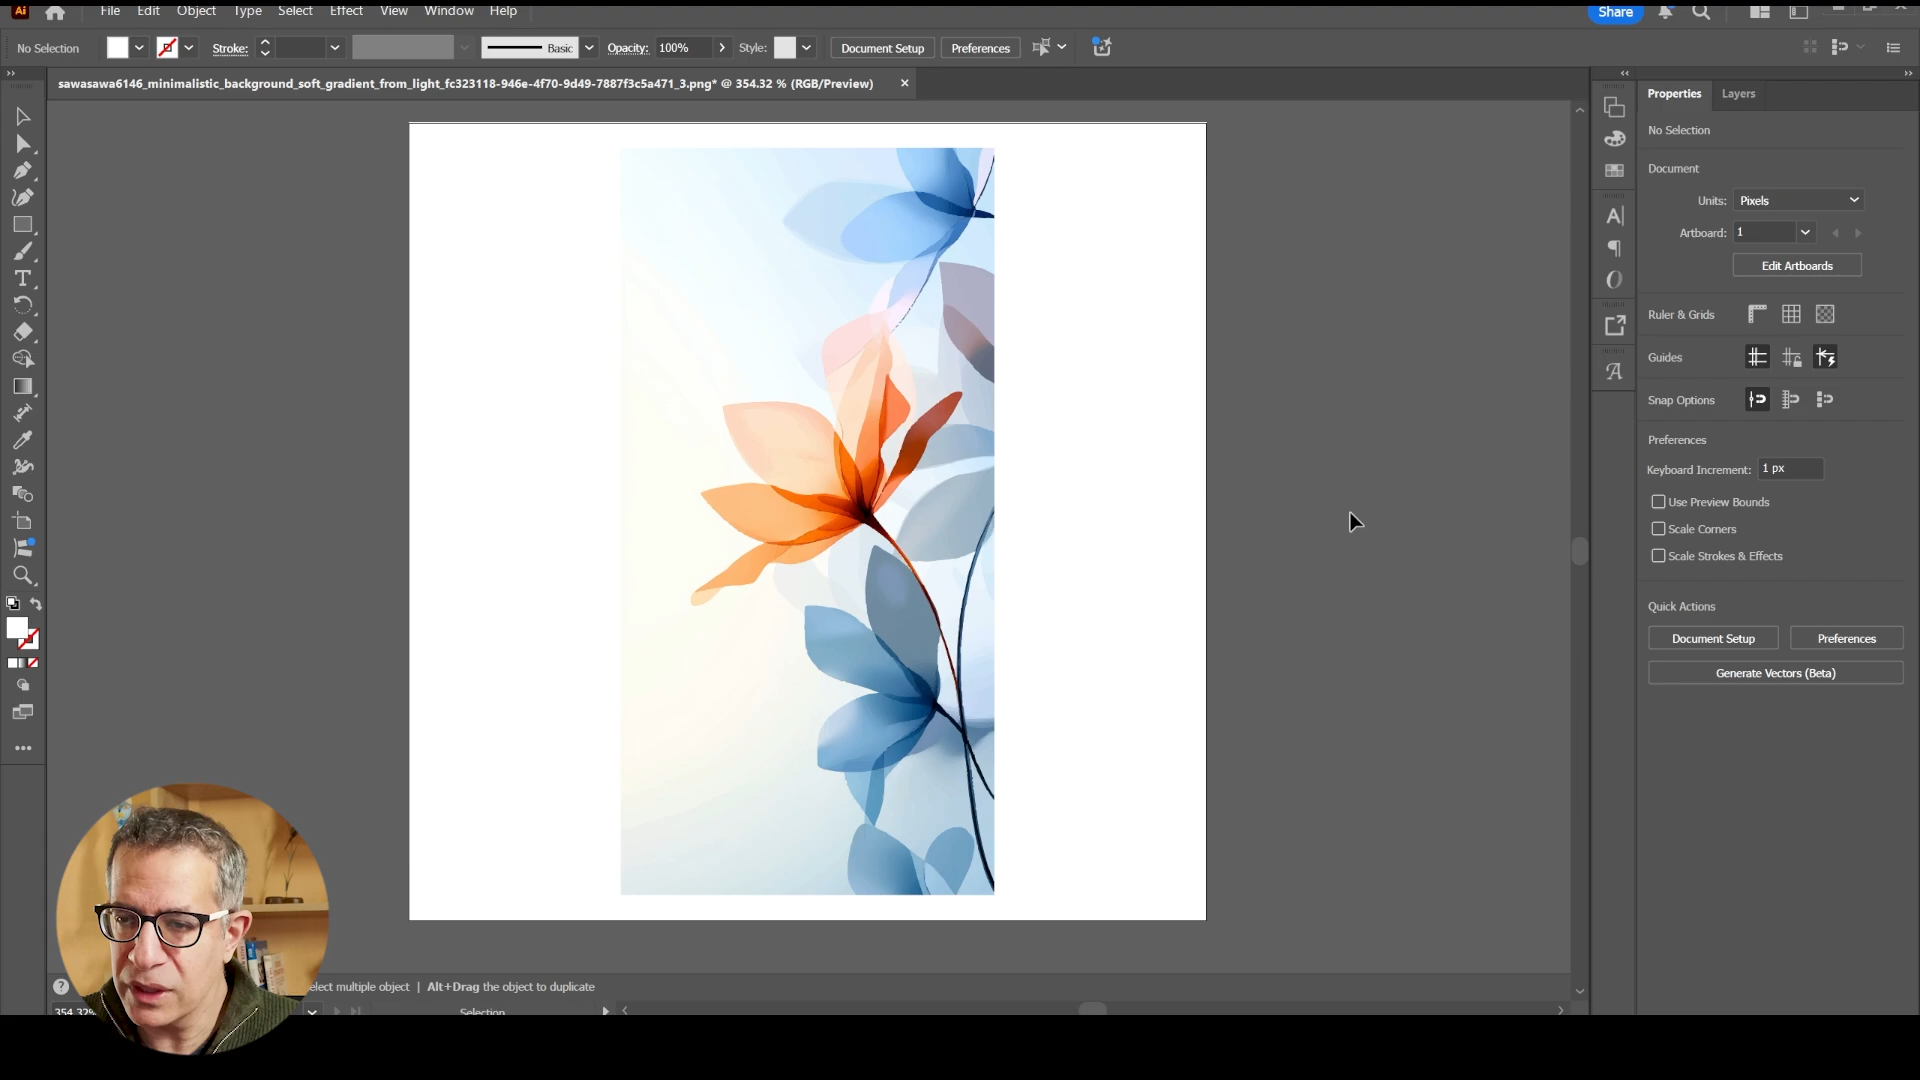 Ai File Edit Object Type Select Effect View Window Help Share
No Selection Stroke: Basic Opacity: 100% Style: Document Setup Preferences
sawasawa6146_minimalistic_background_soft_gradient_from_light_fc323118-946e-4f70-9d49-7887f3c5a471_3.png* @ 354.32 % (RGB/Preview)
Properties Layers
No Selection
Document
Units: Pixels
Artboard: 1
Edit Artboards
Ruler & Grids
Guides
Snap Options
Preferences
Keyboard Increment: 1 px
Use Preview Bounds
Scale Corners
Scale Strokes & Effects
Quick Actions
Document Setup Preferences
Generate Vectors (Beta)
elect multiple object | Alt+Drag the object to duplicate
354.32% Selection